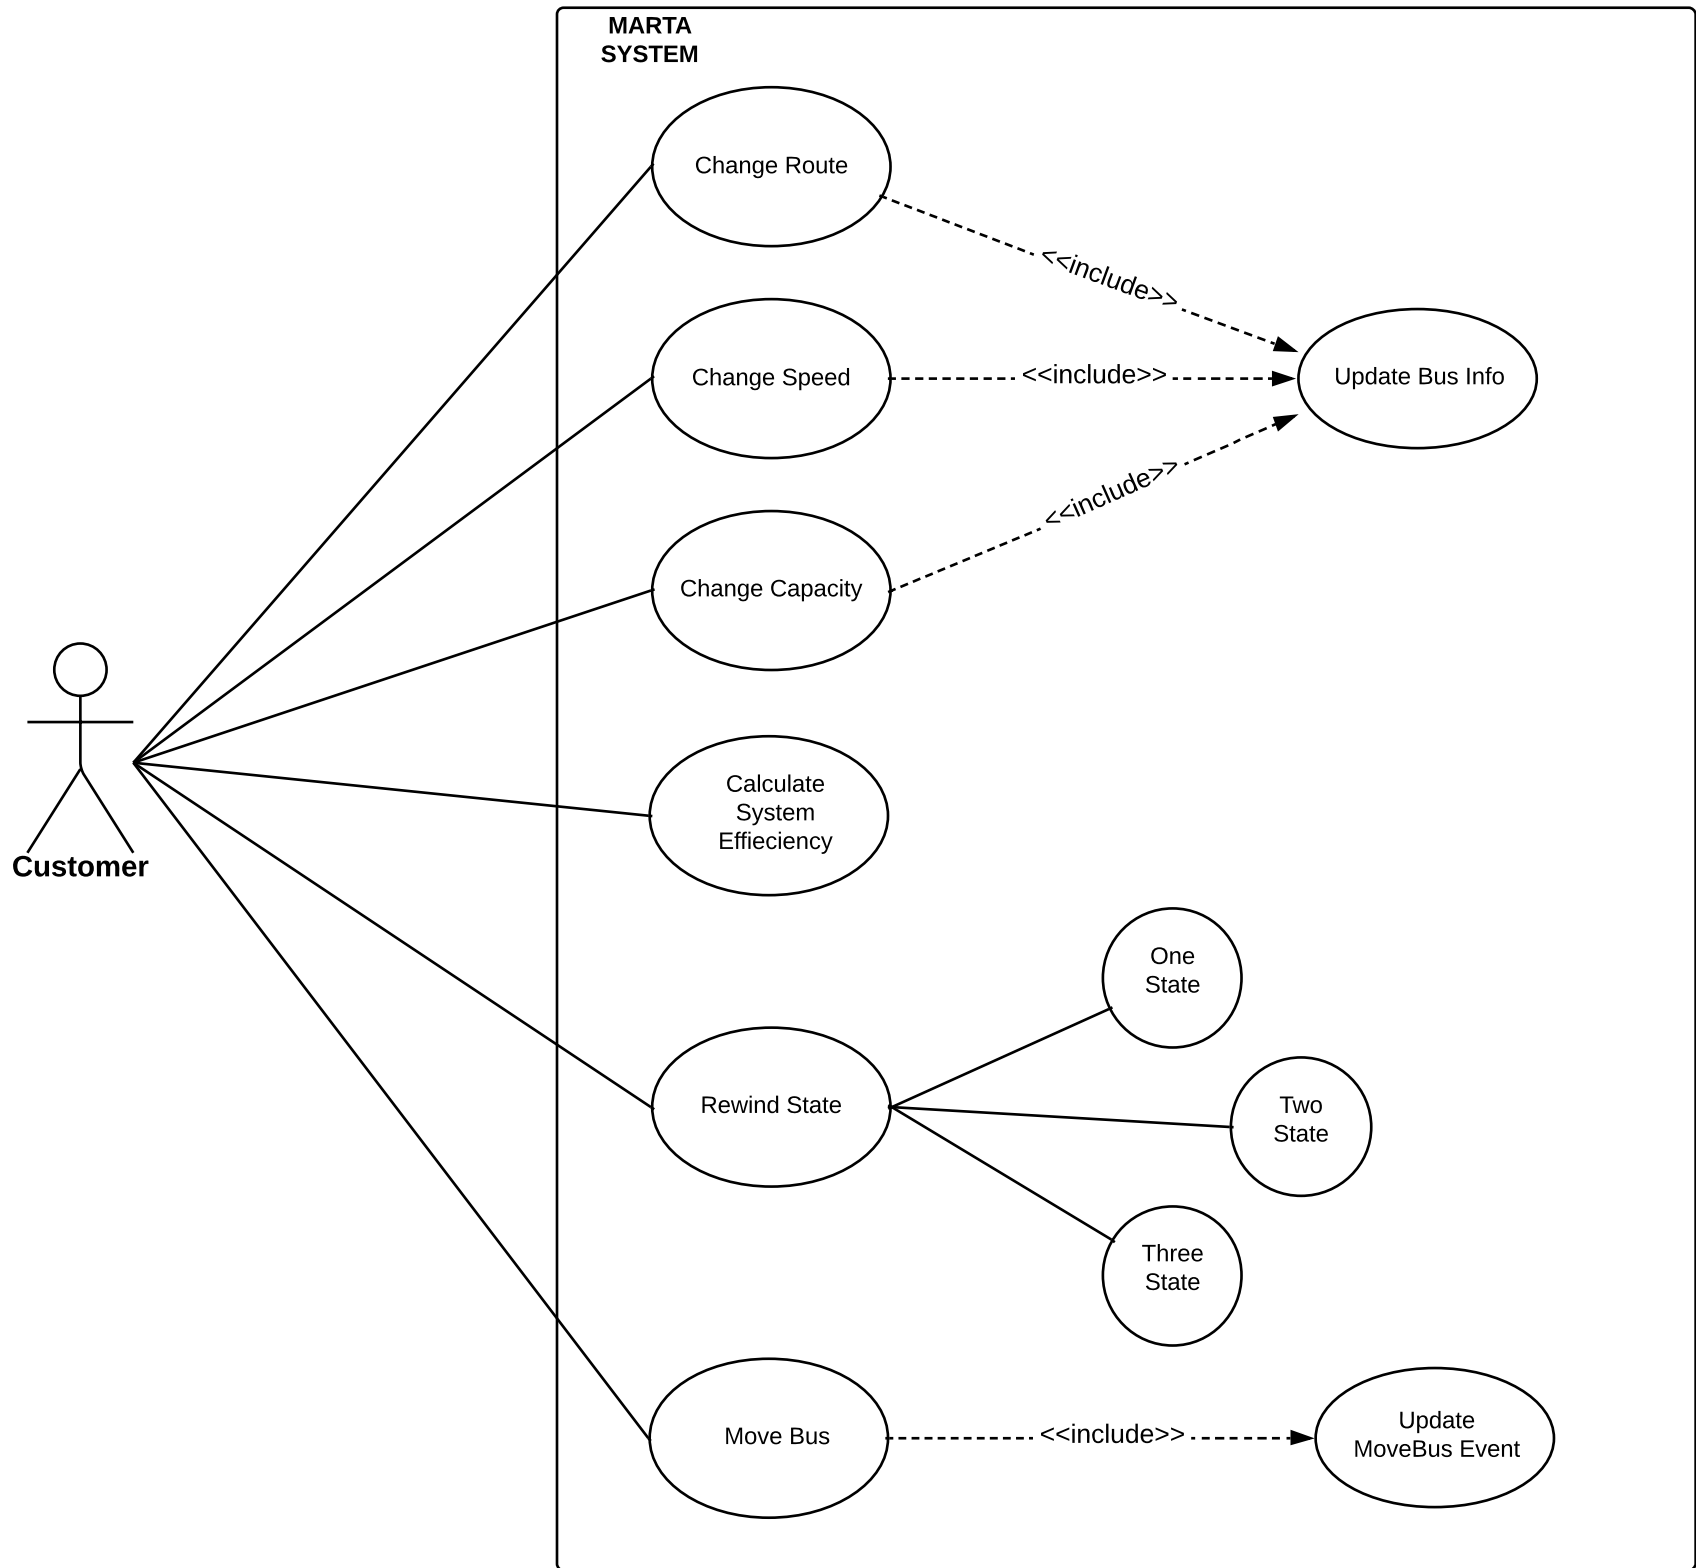 MARTA
SYSTEM
Change Route
<<include>>
Change Speed
<<include>>
Update Bus Info
Change Capacity
<<include>>
Customer
Calculate
System
Effieciency
One
State
Rewind State
Two
State
Three
State
Move Bus
<<include>>
Update
MoveBus Event